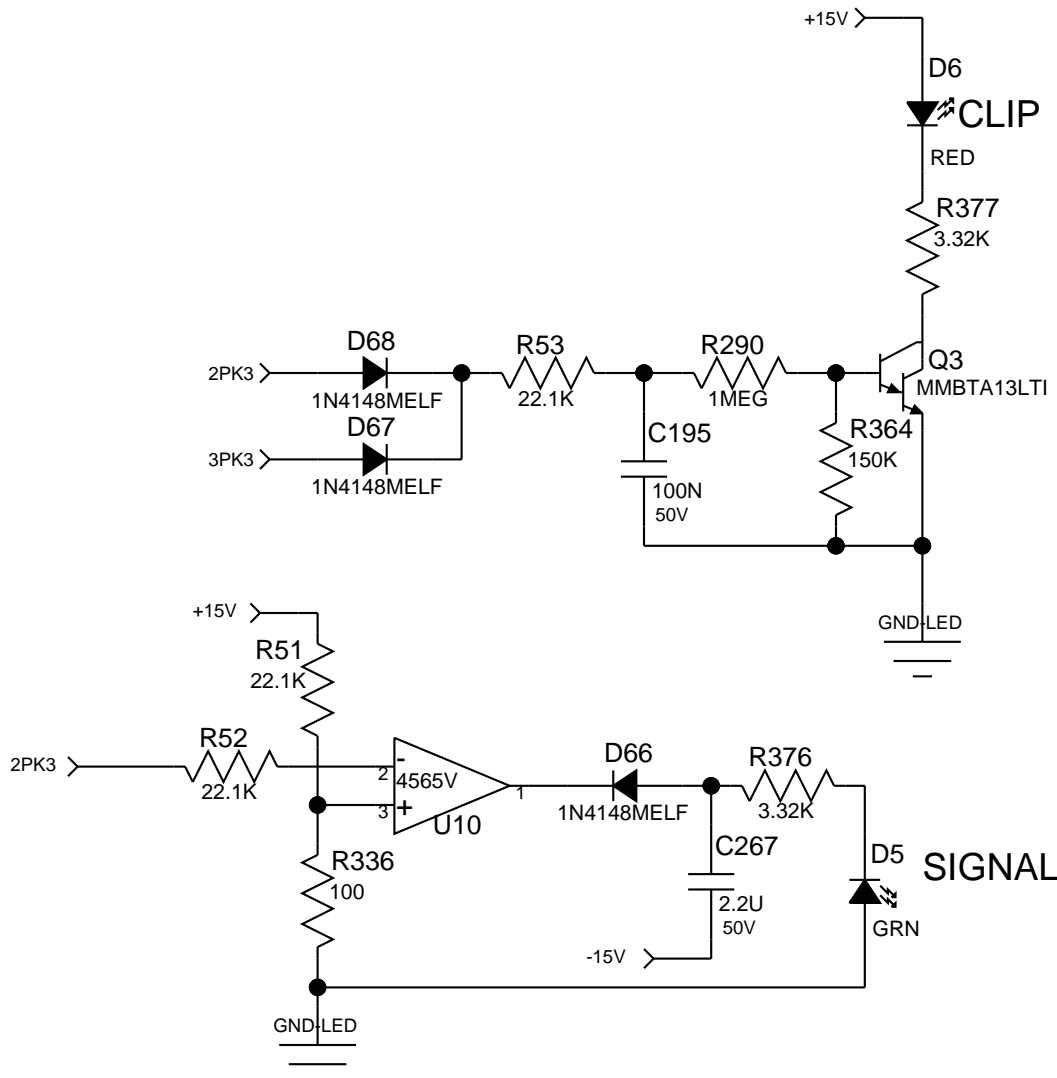 +15V
D6
CLIP
RED
R377
3.32K
D68
R53
R290
Q3
2PK3
1N4148MELF
22.1K
1MEG
MMBTA13LTI
D67
C195
R364
3PK3
150K
1N4148MELF
100N
50V
+15V
GND-LED
R51
22.1K
R52
D66
R376
2PK3
-
2
4565V
1
22.1K
3
+
1N4148MELF
3.32K
U10
C267
D5
SIGNAL
R336
100
2.2U
50V
GRN
-15V
GND-LED